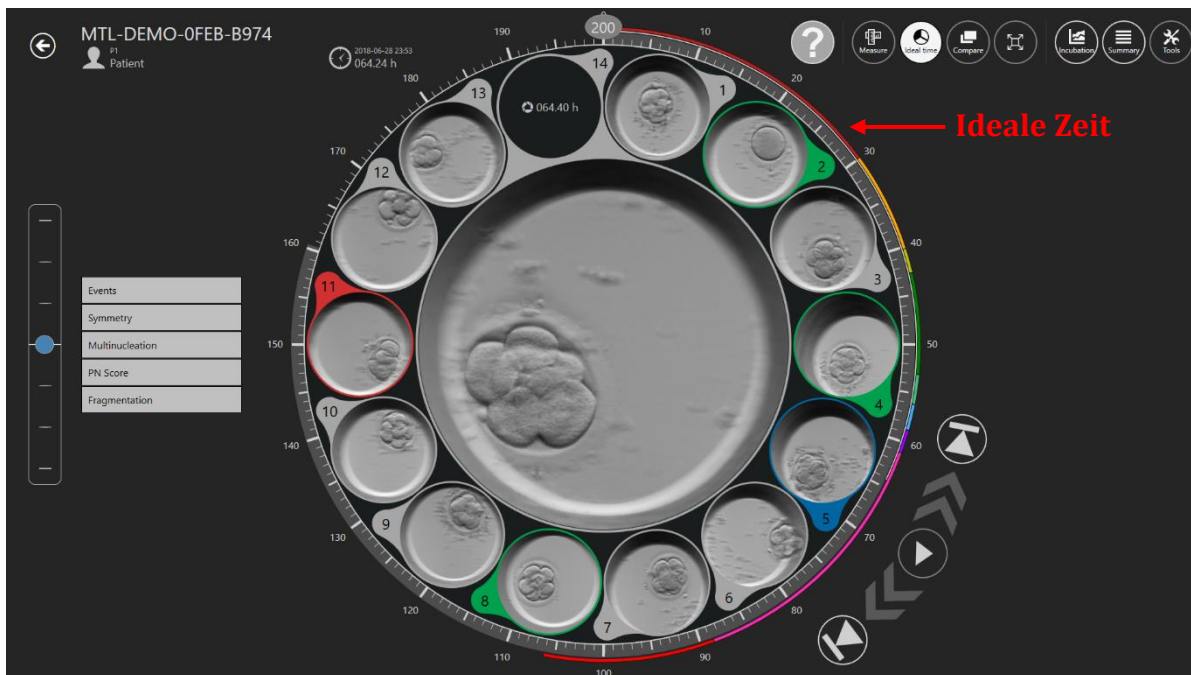 MTL-DEMO-0FEB-B974
P1
Patient
2018-06-28 23:53
064.24 h
?
Measure
Ideal time
Compare
Incubation
Summary
Tools
Ideale Zeit
200
10
20
30
40
50
60
70
80
90
100
110
120
130
140
150
160
170
180
190
14
064.40 h
1
2
3
4
5
6
7
8
9
10
11
12
13
Events
Symmetry
Multinucleation
PN Score
Fragmentation